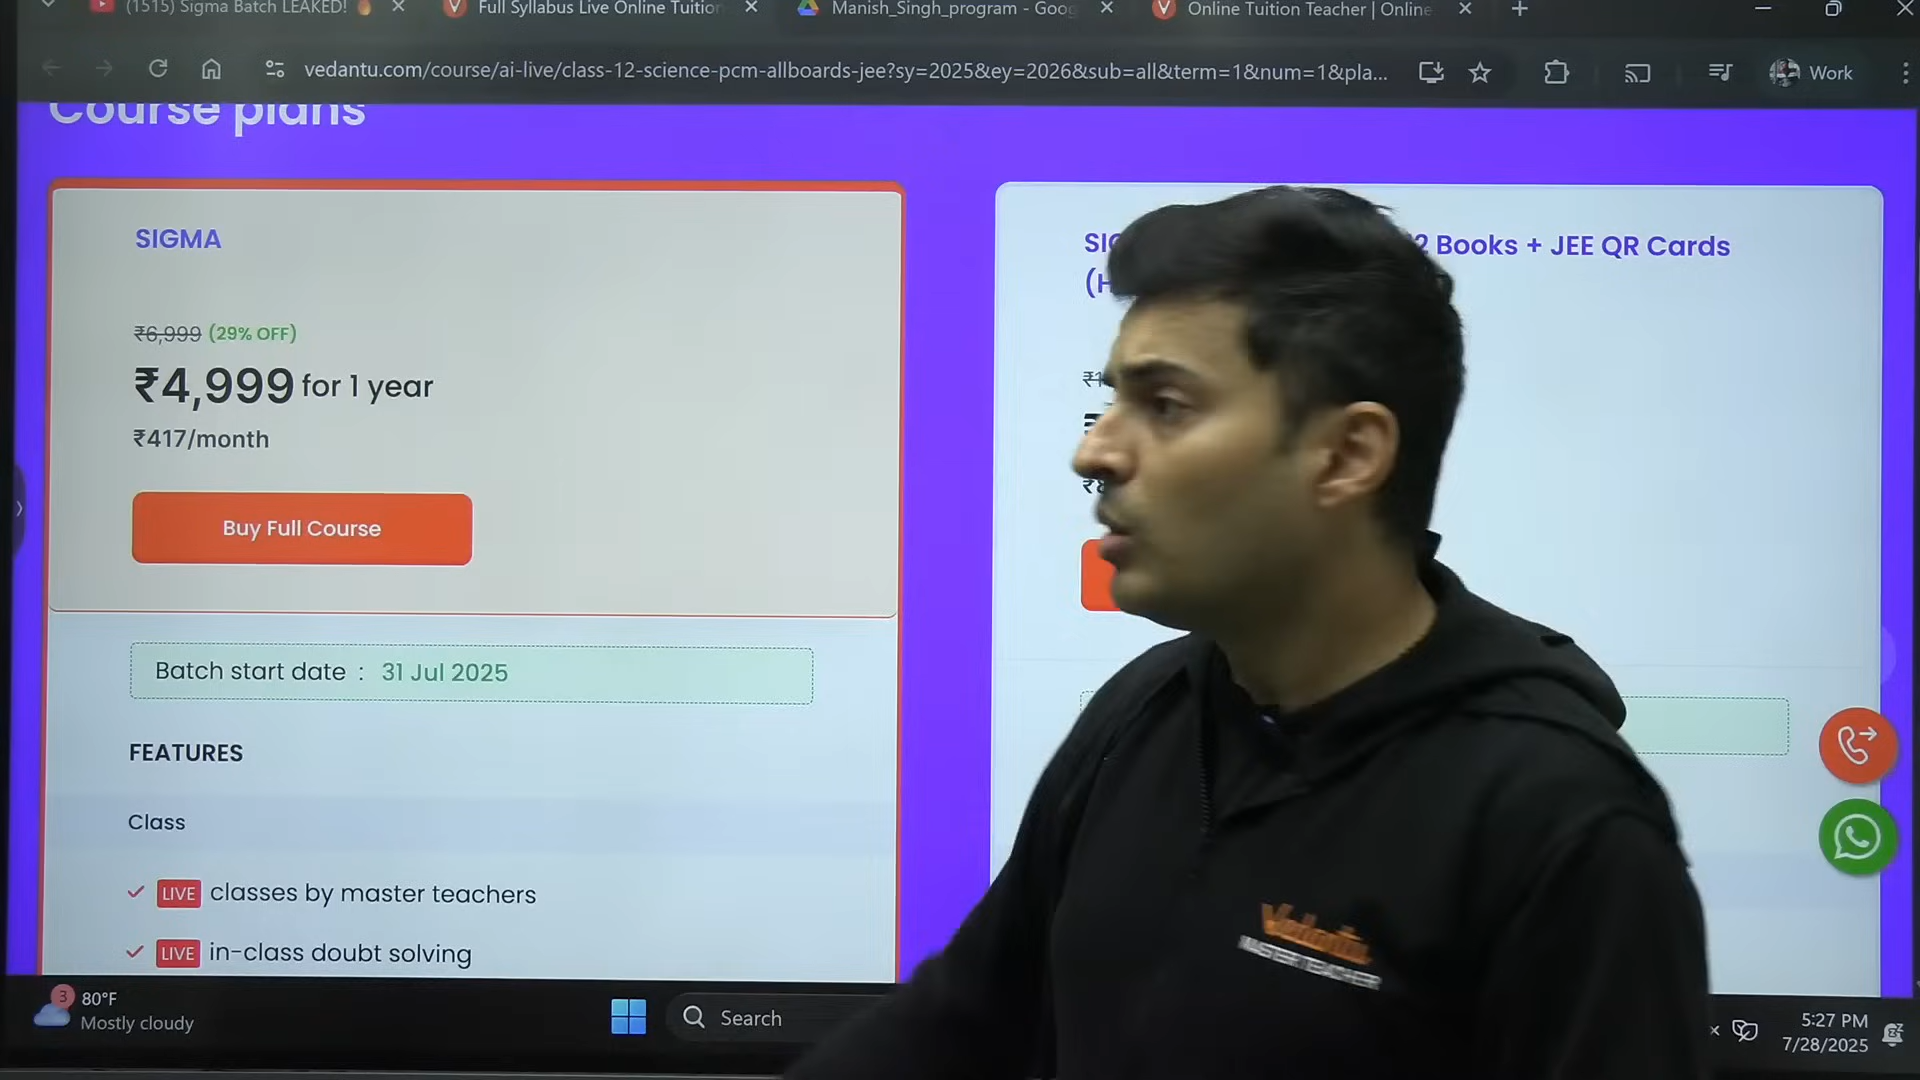 (1515) Sigma Batch LEAKED!
Full Syllabus Live Online Tuition
Manish_Singh_program - Goog
Online Tuition Teacher | Online
vedantu.com/course/ai-live/class-12-science-pcm-allboards-jee?sy=2025&ey=2026&sub=all&term=1&num=1&pla...
Work
Course plans
SIGMA
₹6,999 (29% OFF)
₹4,999 for 1 year
₹417/month
Buy Full Course
Batch start date : 31 Jul 2025
FEATURES
Class
LIVE classes by master teachers
LIVE in-class doubt solving
2 Books + JEE QR Cards
(H
Vedantu
MASTER TEACHER
3
80°F
Mostly cloudy
Search
5:27 PM
7/28/2025